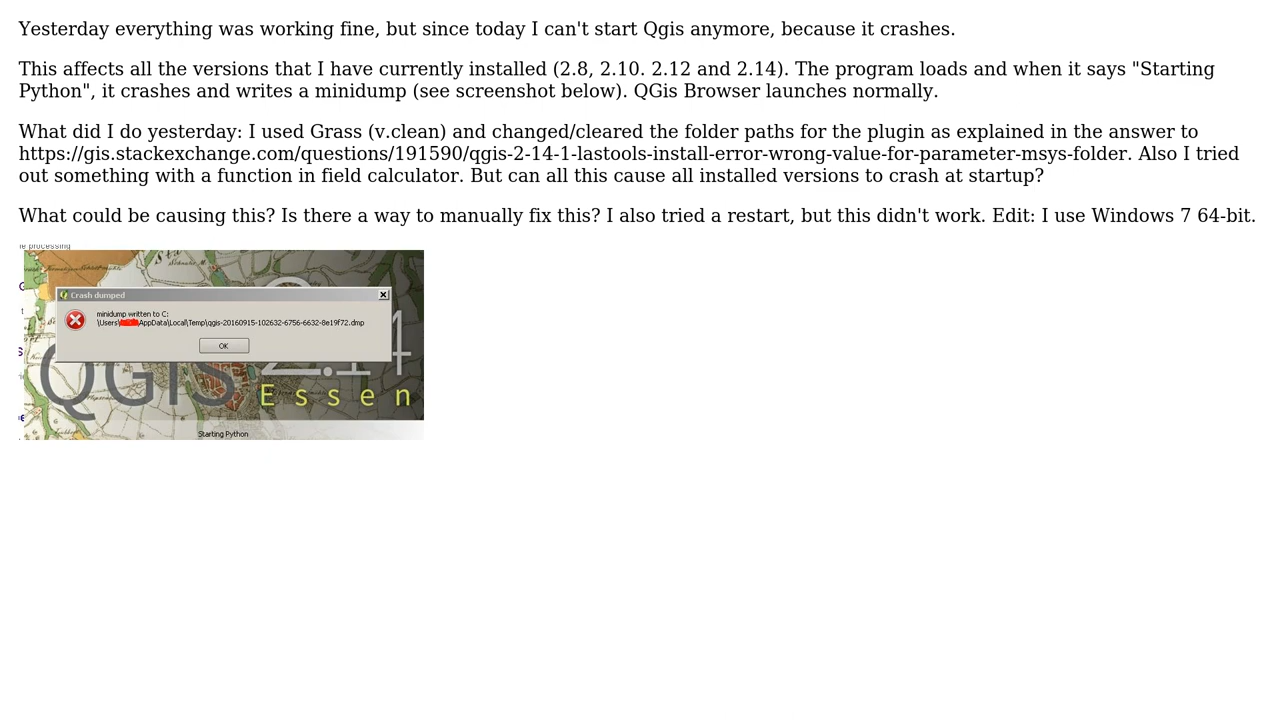 Yesterday everything was working fine, but since today I can't start Qgis anymore, because it crashes.
This affects all the versions that I have currently installed (2.8, 2.10. 2.12 and 2.14). The program loads and when it says "Starting
Python", it crashes and writes a minidump (see screenshot below). QGis Browser launches normally.
What did I do yesterday: I used Grass (v.clean) and changed/cleared the folder paths for the plugin as explained in the answer to
https://gis.stackexchange.com/questions/191590/qgis-2-14-1-lastools-install-error-wrong-value-for-parameter-msys-folder. Also I tried
out something with a function in field calculator. But can all this cause all installed versions to crash at startup?
What could be causing this? Is there a way to manually fix this? I also tried a restart, but this didn't work. Edit: I use Windows 7 64-bit.
processing
Crash dumped
minidump written to C:
\Users\ AppData\Local\Temp\qgis-20160915-102632-6756-6632-8e19f72.dmp
OK
QGIS 2.14
Essen
Starting Python